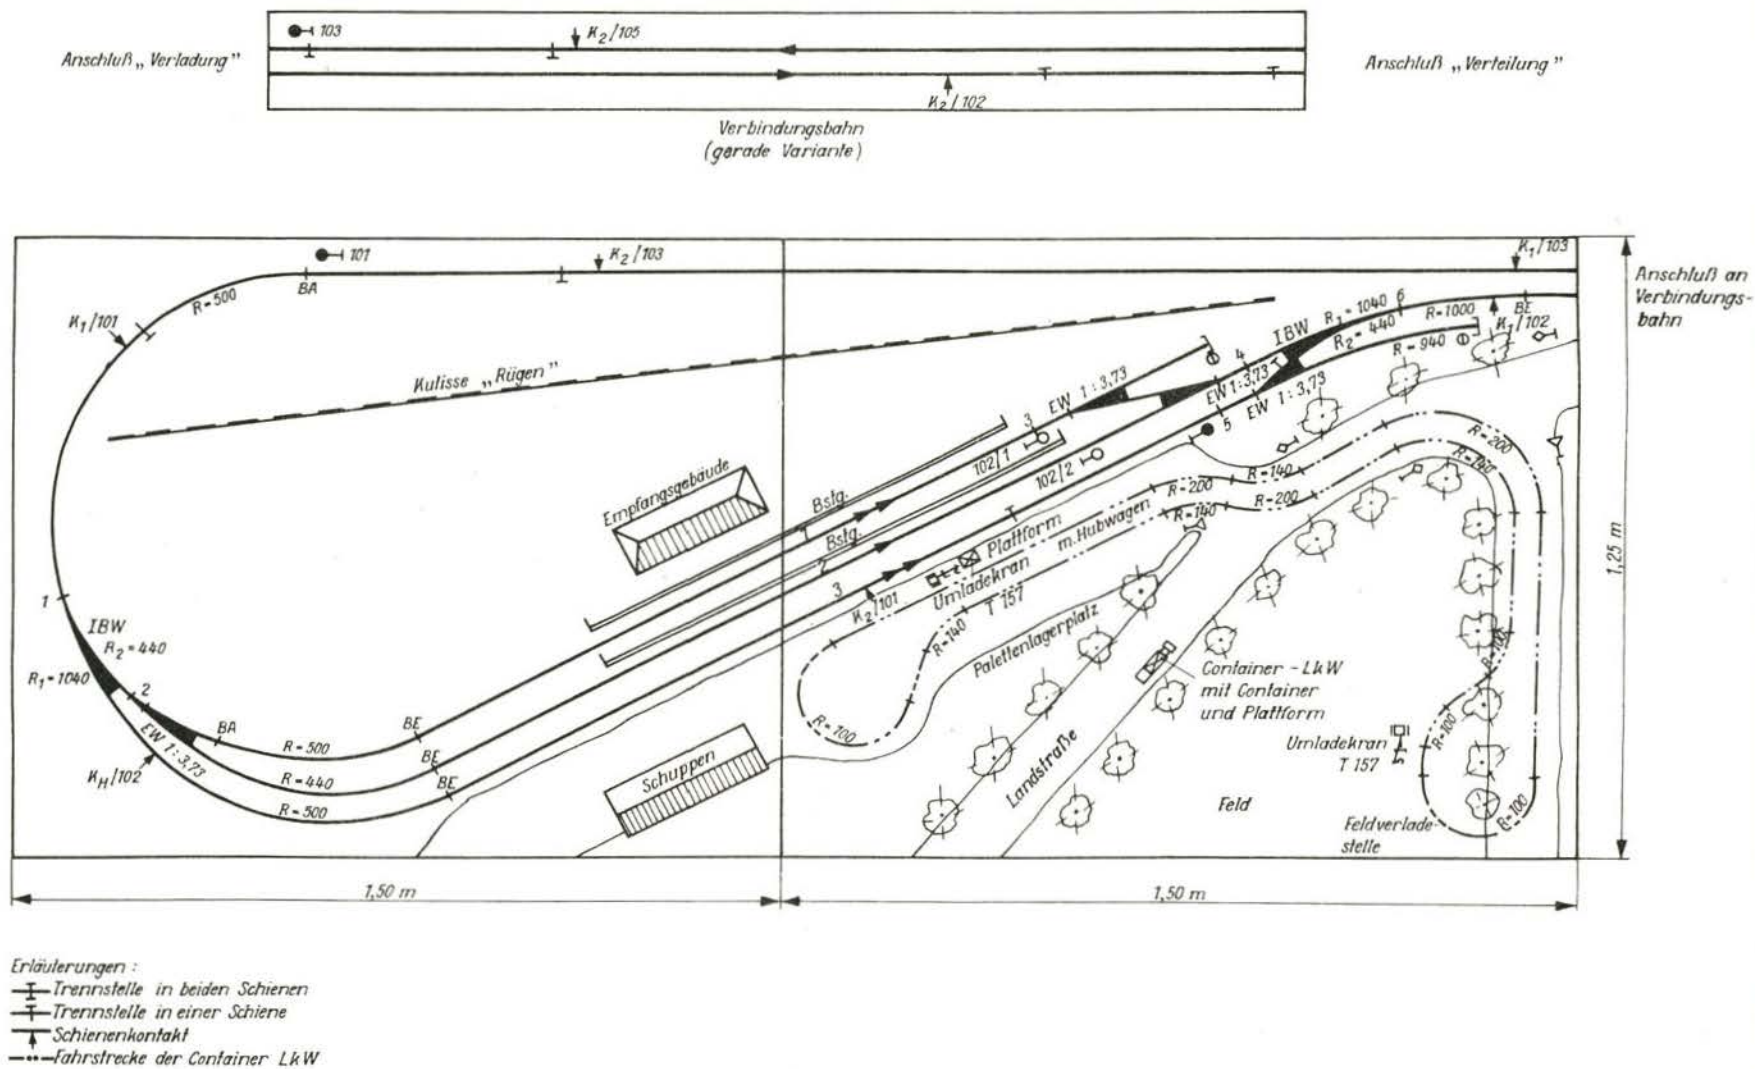 103
K₂/105
Anschluß „Verladung"
Anschluß „Verteilung"
K₂/102
Verbindungsbahn
(gerade Variante)
101
K₂/103
K₁/103
BA
R=500
K₁/101
Anschluß an
Verbindungs-
bahn
Kulisse „Rügen"
IBW
R₁=1040
6
R=1000
BE
R₂=440
K₁/102
R=940
4
EW 1:3,73
EW 1:3,73
EW 1:3,73
3
5
102/1
102/2
Empfangsgebäude
Bstg.
Bstg.
2
3
K₂/101
Plattform
m. Hubwagen
Umladekran
T 157
R=200
R=140
R=140
R=200
R=200
R=140
R=140
R=100
Palettenlagerplatz
Container-LkW
mit Container
und Plattform
Landstraße
Feld
Umladekran
T 157
R=100
R=100
R=100
Feldverlade-
stelle
1,25 m
1
IBW
R₂=440
R₁=1040
2
EW 1:3,73
BA
K_H/102
R=500
R=440
R=500
BE
BE
BE
Schuppen
1,50 m
1,50 m
Erläuterungen:
Trennstelle in beiden Schienen
Trennstelle in einer Schiene
Schienenkontakt
Fahrstrecke der Container LkW